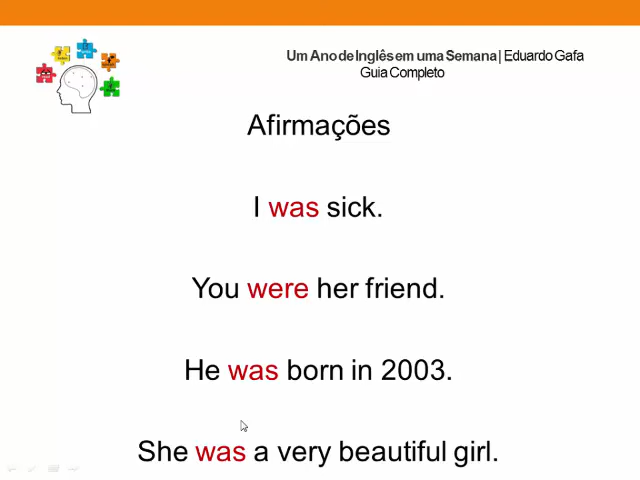 Um Ano de Inglês em uma Semana | Eduardo Gafa
Guia Completo
Afirmações
I was sick.
You were her friend.
He was born in 2003.
She was a very beautiful girl.